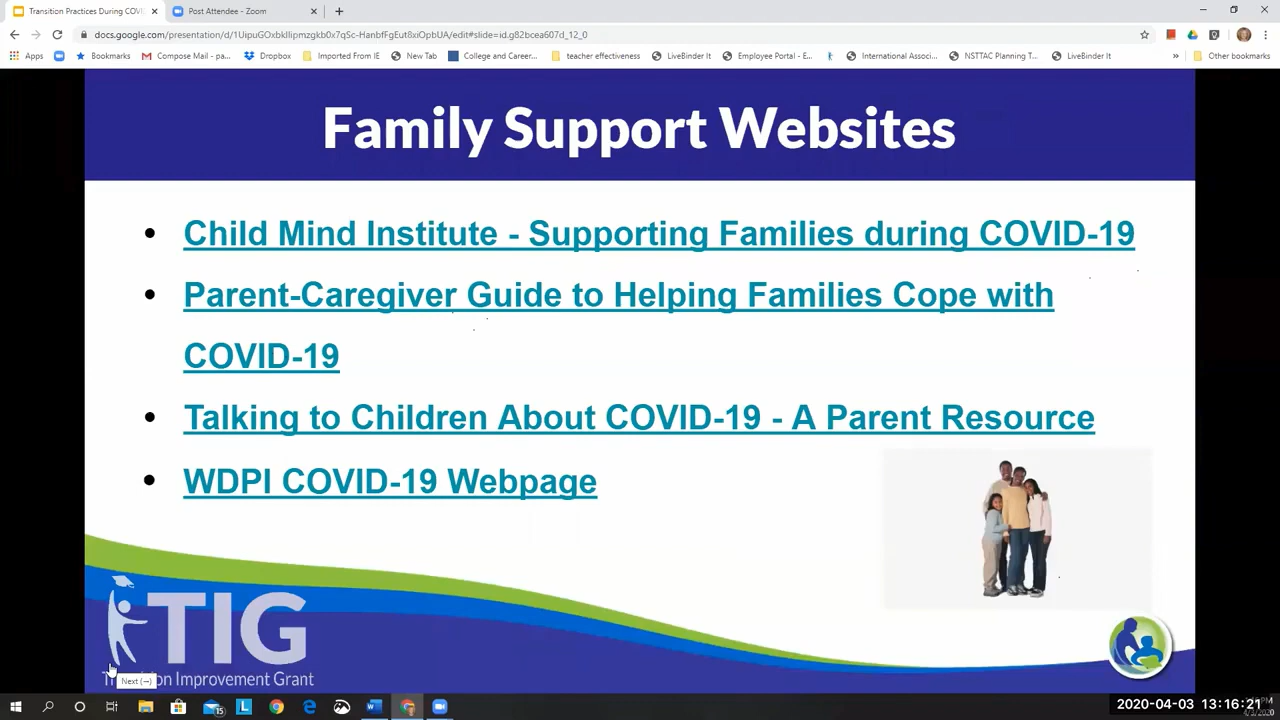 Transition Practices During COVI
Post Attendee - Zoom
docs.google.com/presentation/d/1UipuGOxbkdlipmzgkb0x7qSc-HanbfFgEut8xiOpbUA/edit#slide=id.g82bcea607d_12_0
Apps
Bookmarks
Compose Mail - pa...
Dropbox
Imported From IE
New Tab
College and Career...
teacher effectiveness
LiveBinder It
Employee Portal - E...
International Associ...
NSTTAC Planning T...
LiveBinder It
Other bookmarks
Family Support Websites
Child Mind Institute - Supporting Families during COVID-19
Parent-Caregiver Guide to Helping Families Cope with
COVID-19
Talking to Children About COVID-19 - A Parent Resource
WDPI COVID-19 Webpage
TIG
Improvement Grant
Next (→)
15
2020-04-03 13:16:21